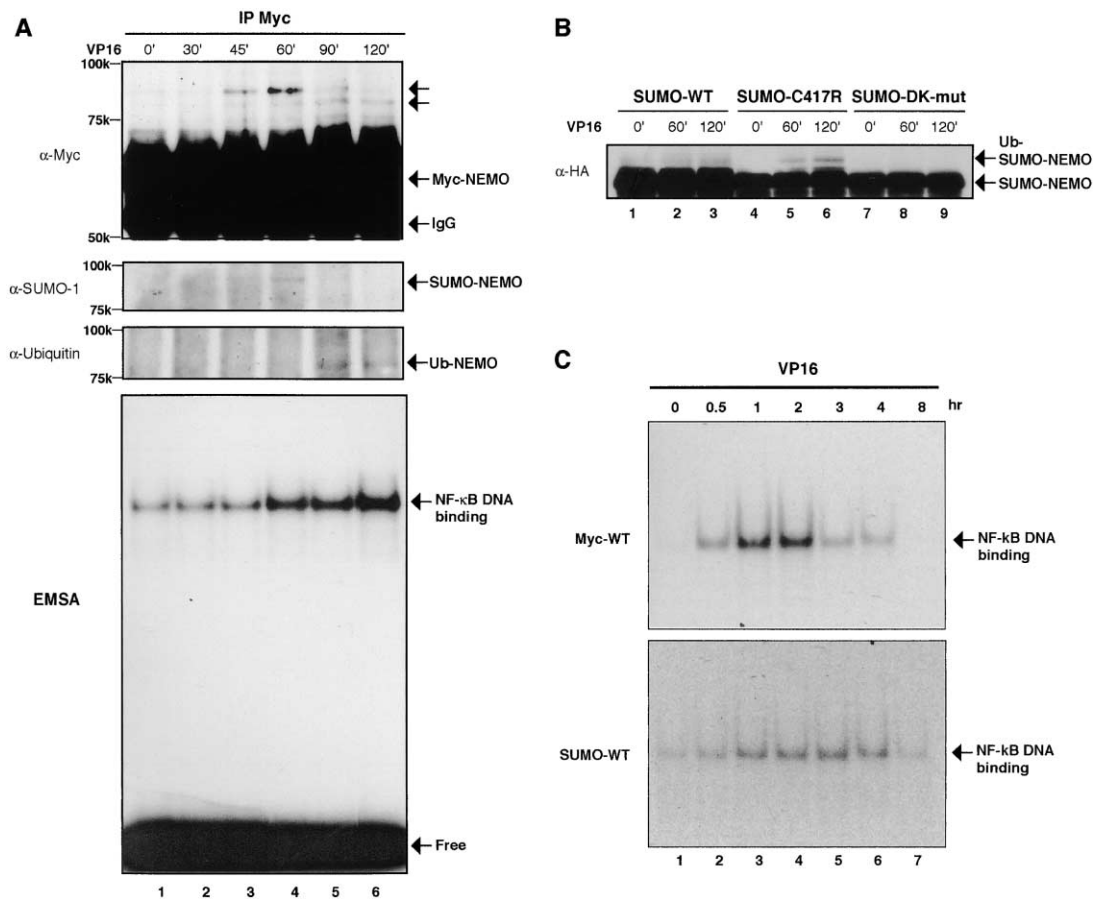 A
IP Myc
VP16 0' 30' 45' 60' 90' 120'
100k
75k
α-Myc
Myc-NEMO
IgG
50k
100k
α-SUMO-1
SUMO-NEMO
75k
100k
α-Ubiquitin
Ub-NEMO
75k
NF-κB DNA
binding
EMSA
Free
1 2 3 4 5 6
B
SUMO-WT SUMO-C417R SUMO-DK-mut
VP16 0' 60' 120' 0' 60' 120' 0' 60' 120'
Ub-
SUMO-NEMO
α-HA
SUMO-NEMO
1 2 3 4 5 6 7 8 9
C
VP16
0 0.5 1 2 3 4 8 hr
Myc-WT
NF-kB DNA
binding
SUMO-WT
NF-kB DNA
binding
1 2 3 4 5 6 7